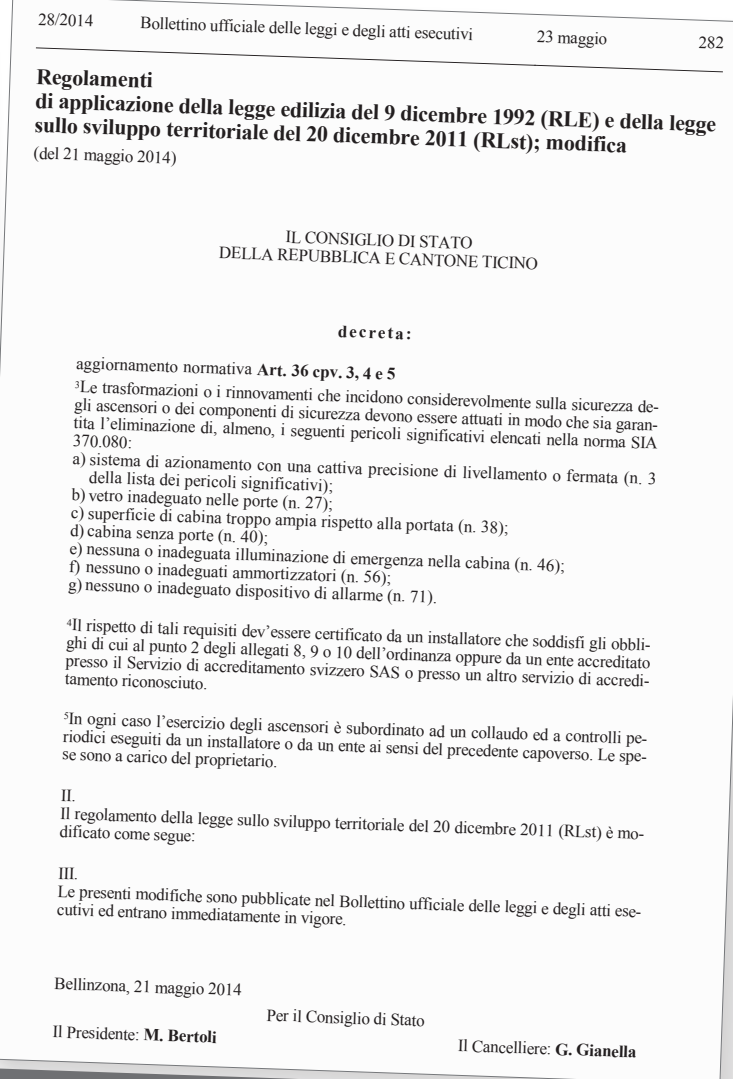 28/2014 Bollettino ufficiale delle leggi e degli atti esecutivi 23 maggio 282
Regolamenti
di applicazione della legge edilizia del 9 dicembre 1992 (RLE) e della legge
sullo sviluppo territoriale del 20 dicembre 2011 (RLst); modifica
(del 21 maggio 2014)
IL CONSIGLIO DI STATO
DELLA REPUBBLICA E CANTONE TICINO
decreta:
aggiornamento normativa Art. 36 cpv. 3, 4 e 5
³Le trasformazioni o i rinnovamenti che incidono considerevolmente sulla sicurezza de-
gli ascensori o dei componenti di sicurezza devono essere attuati in modo che sia garan-
tita l'eliminazione di, almeno, i seguenti pericoli significativi elencati nella norma SIA
370.080:
a) sistema di azionamento con una cattiva precisione di livellamento o fermata (n. 3
della lista dei pericoli significativi);
b) vetro inadeguato nelle porte (n. 27);
c) superficie di cabina troppo ampia rispetto alla portata (n. 38);
d) cabina senza porte (n. 40);
e) nessuna o inadeguata illuminazione di emergenza nella cabina (n. 46);
f) nessuno o inadeguati ammortizzatori (n. 56);
g) nessuno o inadeguato dispositivo di allarme (n. 71).
⁴Il rispetto di tali requisiti dev'essere certificato da un installatore che soddisfi gli obbli-
ghi di cui al punto 2 degli allegati 8, 9 o 10 dell'ordinanza oppure da un ente accreditato
presso il Servizio di accreditamento svizzero SAS o presso un altro servizio di accredi-
tamento riconosciuto.
⁵In ogni caso l'esercizio degli ascensori è subordinato ad un collaudo ed a controlli pe-
riodici eseguiti da un installatore o da un ente ai sensi del precedente capoverso. Le spe-
se sono a carico del proprietario.
II.
Il regolamento della legge sullo sviluppo territoriale del 20 dicembre 2011 (RLst) è mo-
dificato come segue:
III.
Le presenti modifiche sono pubblicate nel Bollettino ufficiale delle leggi e degli atti ese-
cutivi ed entrano immediatamente in vigore.
Bellinzona, 21 maggio 2014
Per il Consiglio di Stato
Il Presidente: M. Bertoli Il Cancelliere: G. Gianella